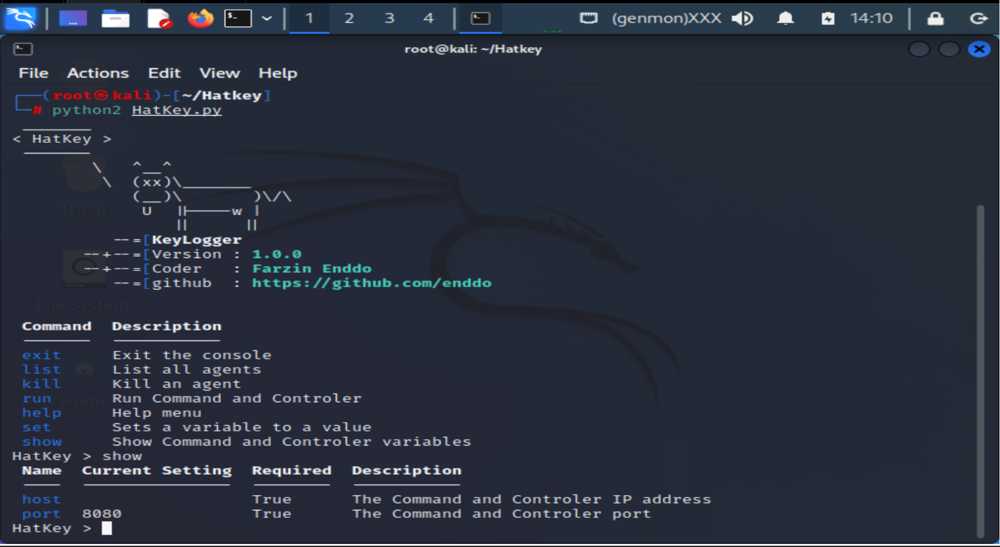 1 2 3 4 (genmon)XXX 14:10
root@kali: ~/Hatkey
File Actions Edit View Help
(root㉿kali)-[~/Hatkey]
# python2 HatKey.py
< HatKey >
\ ^__^
\ (xx)\________
(__)\ )\/\
U ||-----w |
|| ||
--=[KeyLogger
--+--=[Version : 1.0.0
--+--=[Coder : Farzin Enddo
--=[github : https://github.com/enddo
Trash
File System
Home
Command Description
exit Exit the console
list List all agents
kill Kill an agent
run Run Command and Controler
help Help menu
set Sets a variable to a value
show Show Command and Controler variables
HatKey > show
Name Current Setting Required Description
host True The Command and Controler IP address
port 8080 True The Command and Controler port
HatKey >